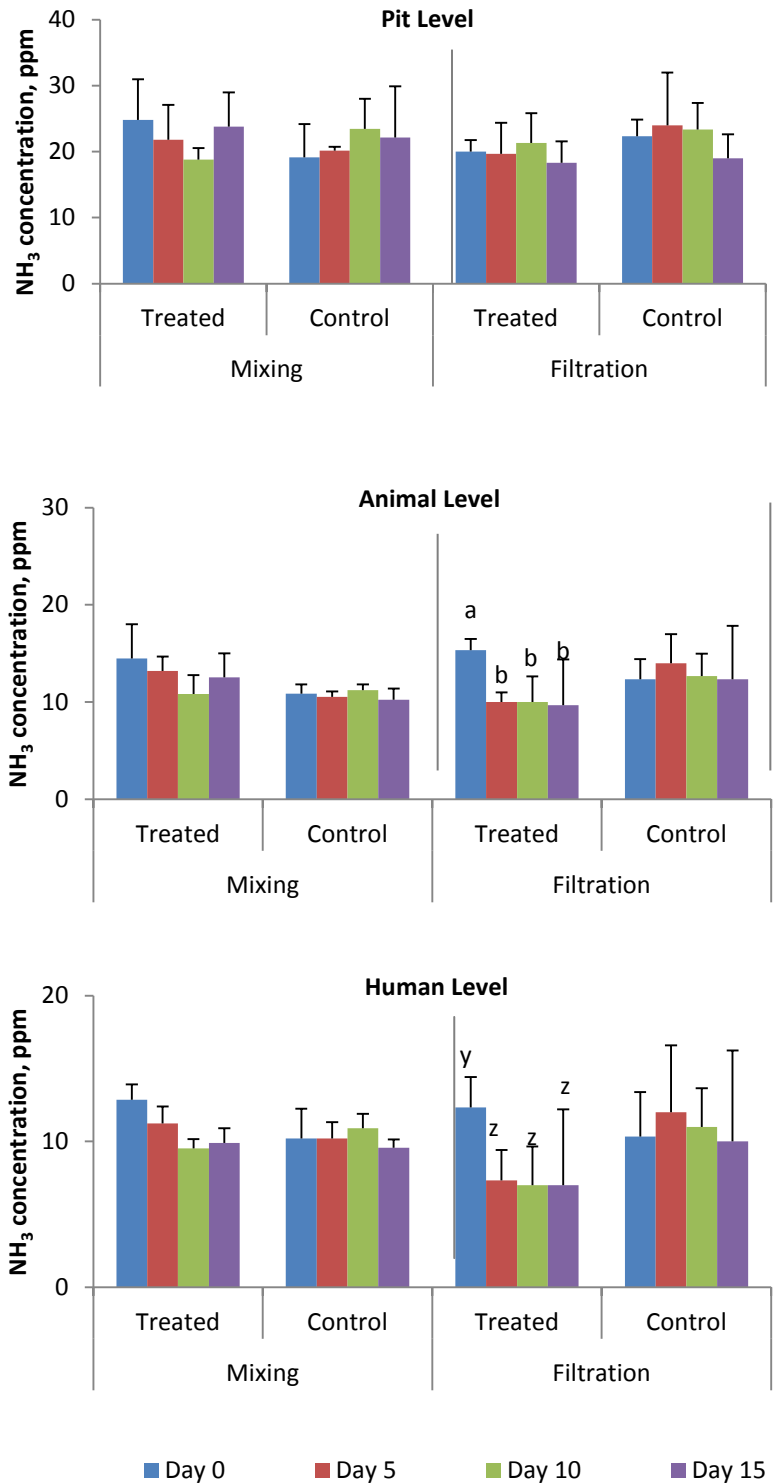 Pit Level
NH3 concentration, ppm
40
30
20
10
0
Treated Control Treated Control
Mixing Filtration
Animal Level
NH3 concentration, ppm
30
20
10
0
a
b b b
Treated Control Treated Control
Mixing Filtration
Human Level
NH3 concentration, ppm
20
10
0
y
z z z
Treated Control Treated Control
Mixing Filtration
Day 0 Day 5 Day 10 Day 15